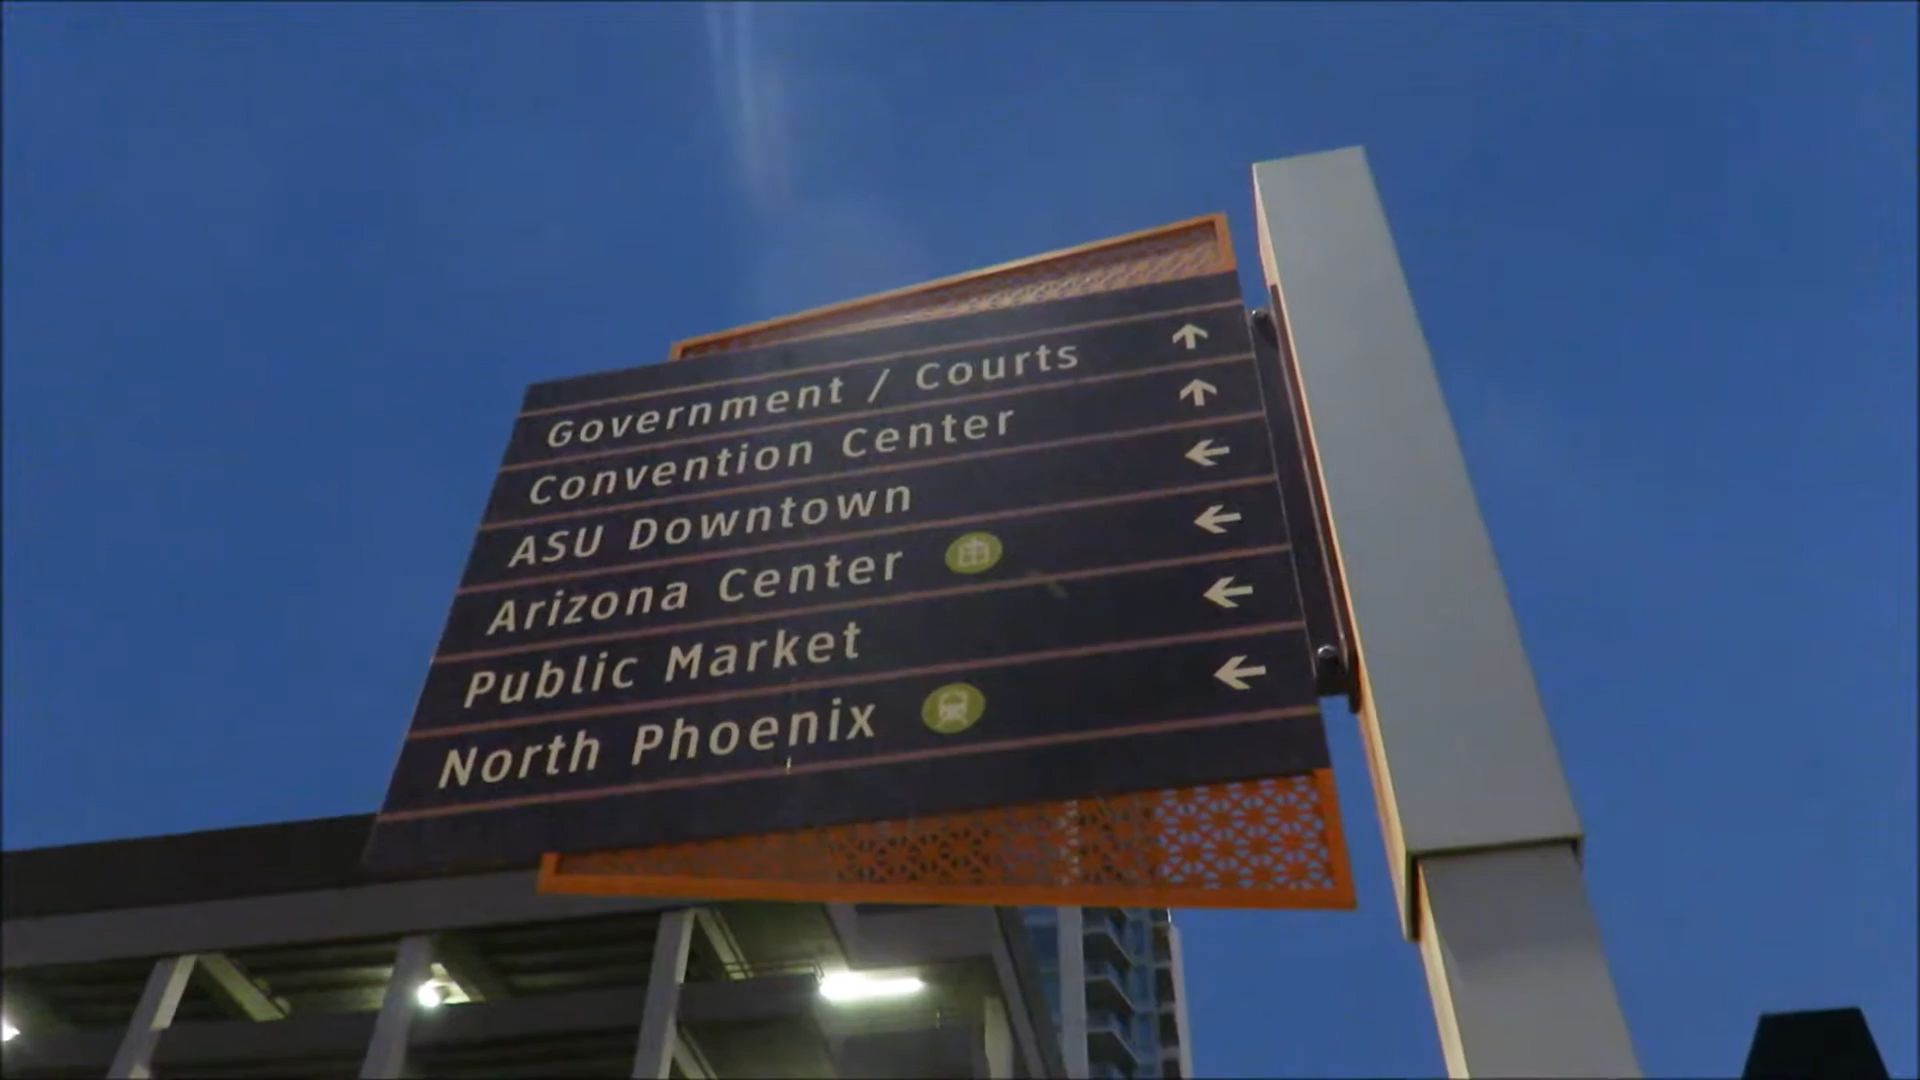 Government / Courts ↑
Convention Center ↑
ASU Downtown ←
Arizona Center ←
Public Market ←
North Phoenix ←